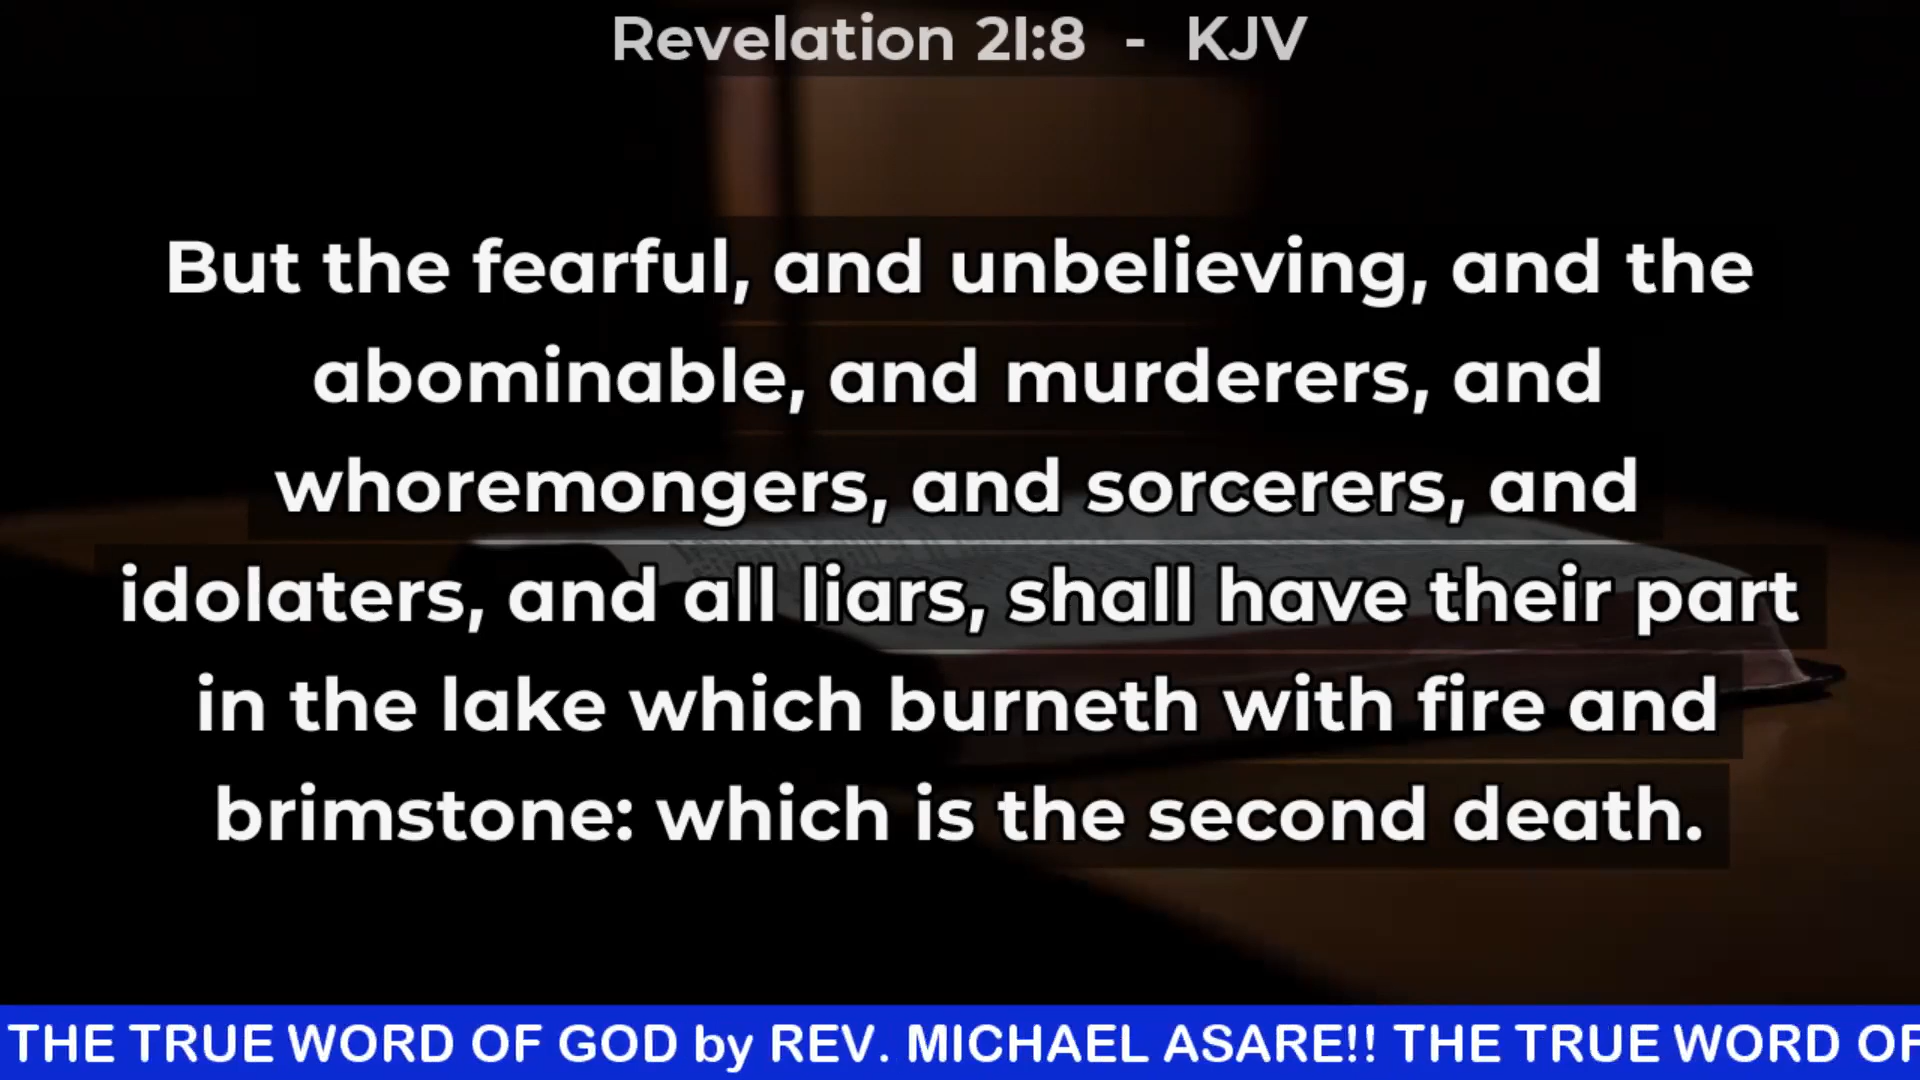 Revelation 21:8 - KJV
But the fearful, and unbelieving, and the
abominable, and murderers, and
whoremongers, and sorcerers, and
idolaters, and all liars, shall have their part
in the lake which burneth with fire and
brimstone: which is the second death.
THE TRUE WORD OF GOD by REV. MICHAEL ASARE!! THE TRUE WORD OF